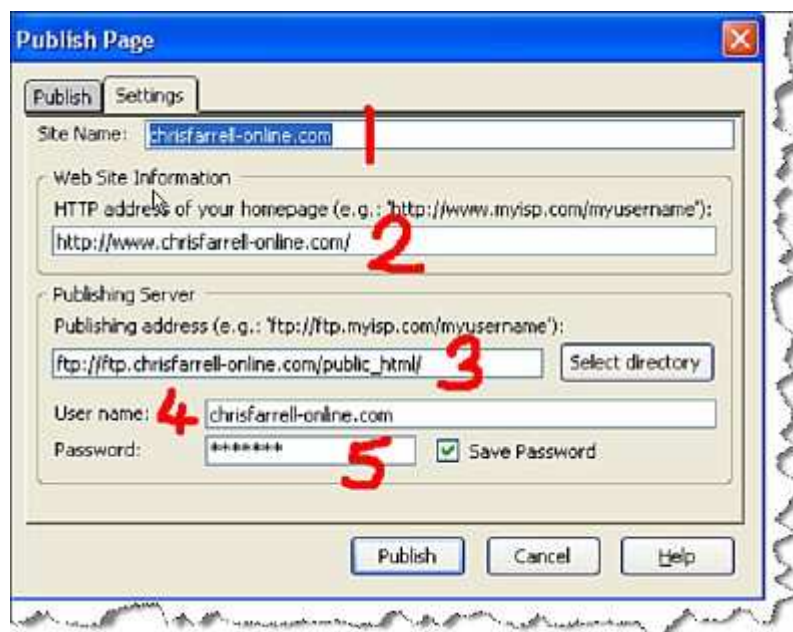 Publish Page
Publish Settings
Site Name: chrisfarrell-online.com 1
Web Site Information
HTTP address of your homepage (e.g.: 'http://www.myisp.com/myusername'):
http://www.chrisfarrell-online.com/ 2
Publishing Server
Publishing address (e.g.: 'ftp://ftp.myisp.com/myusername'):
ftp://ftp.chrisfarrell-online.com/public_html/ 3 Select directory
User name: 4 chrisfarrell-online.com
Password: ******* 5 Save Password
Publish Cancel Help